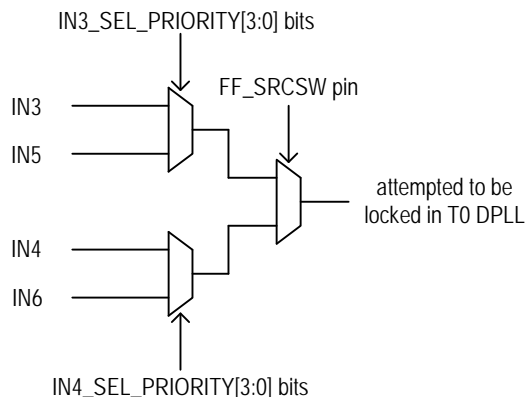 IN3_SEL_PRIORITY[3:0] bits
FF_SRCSW pin
IN3
IN5
attempted to be
locked in T0 DPLL
IN4
IN6
IN4_SEL_PRIORITY[3:0] bits